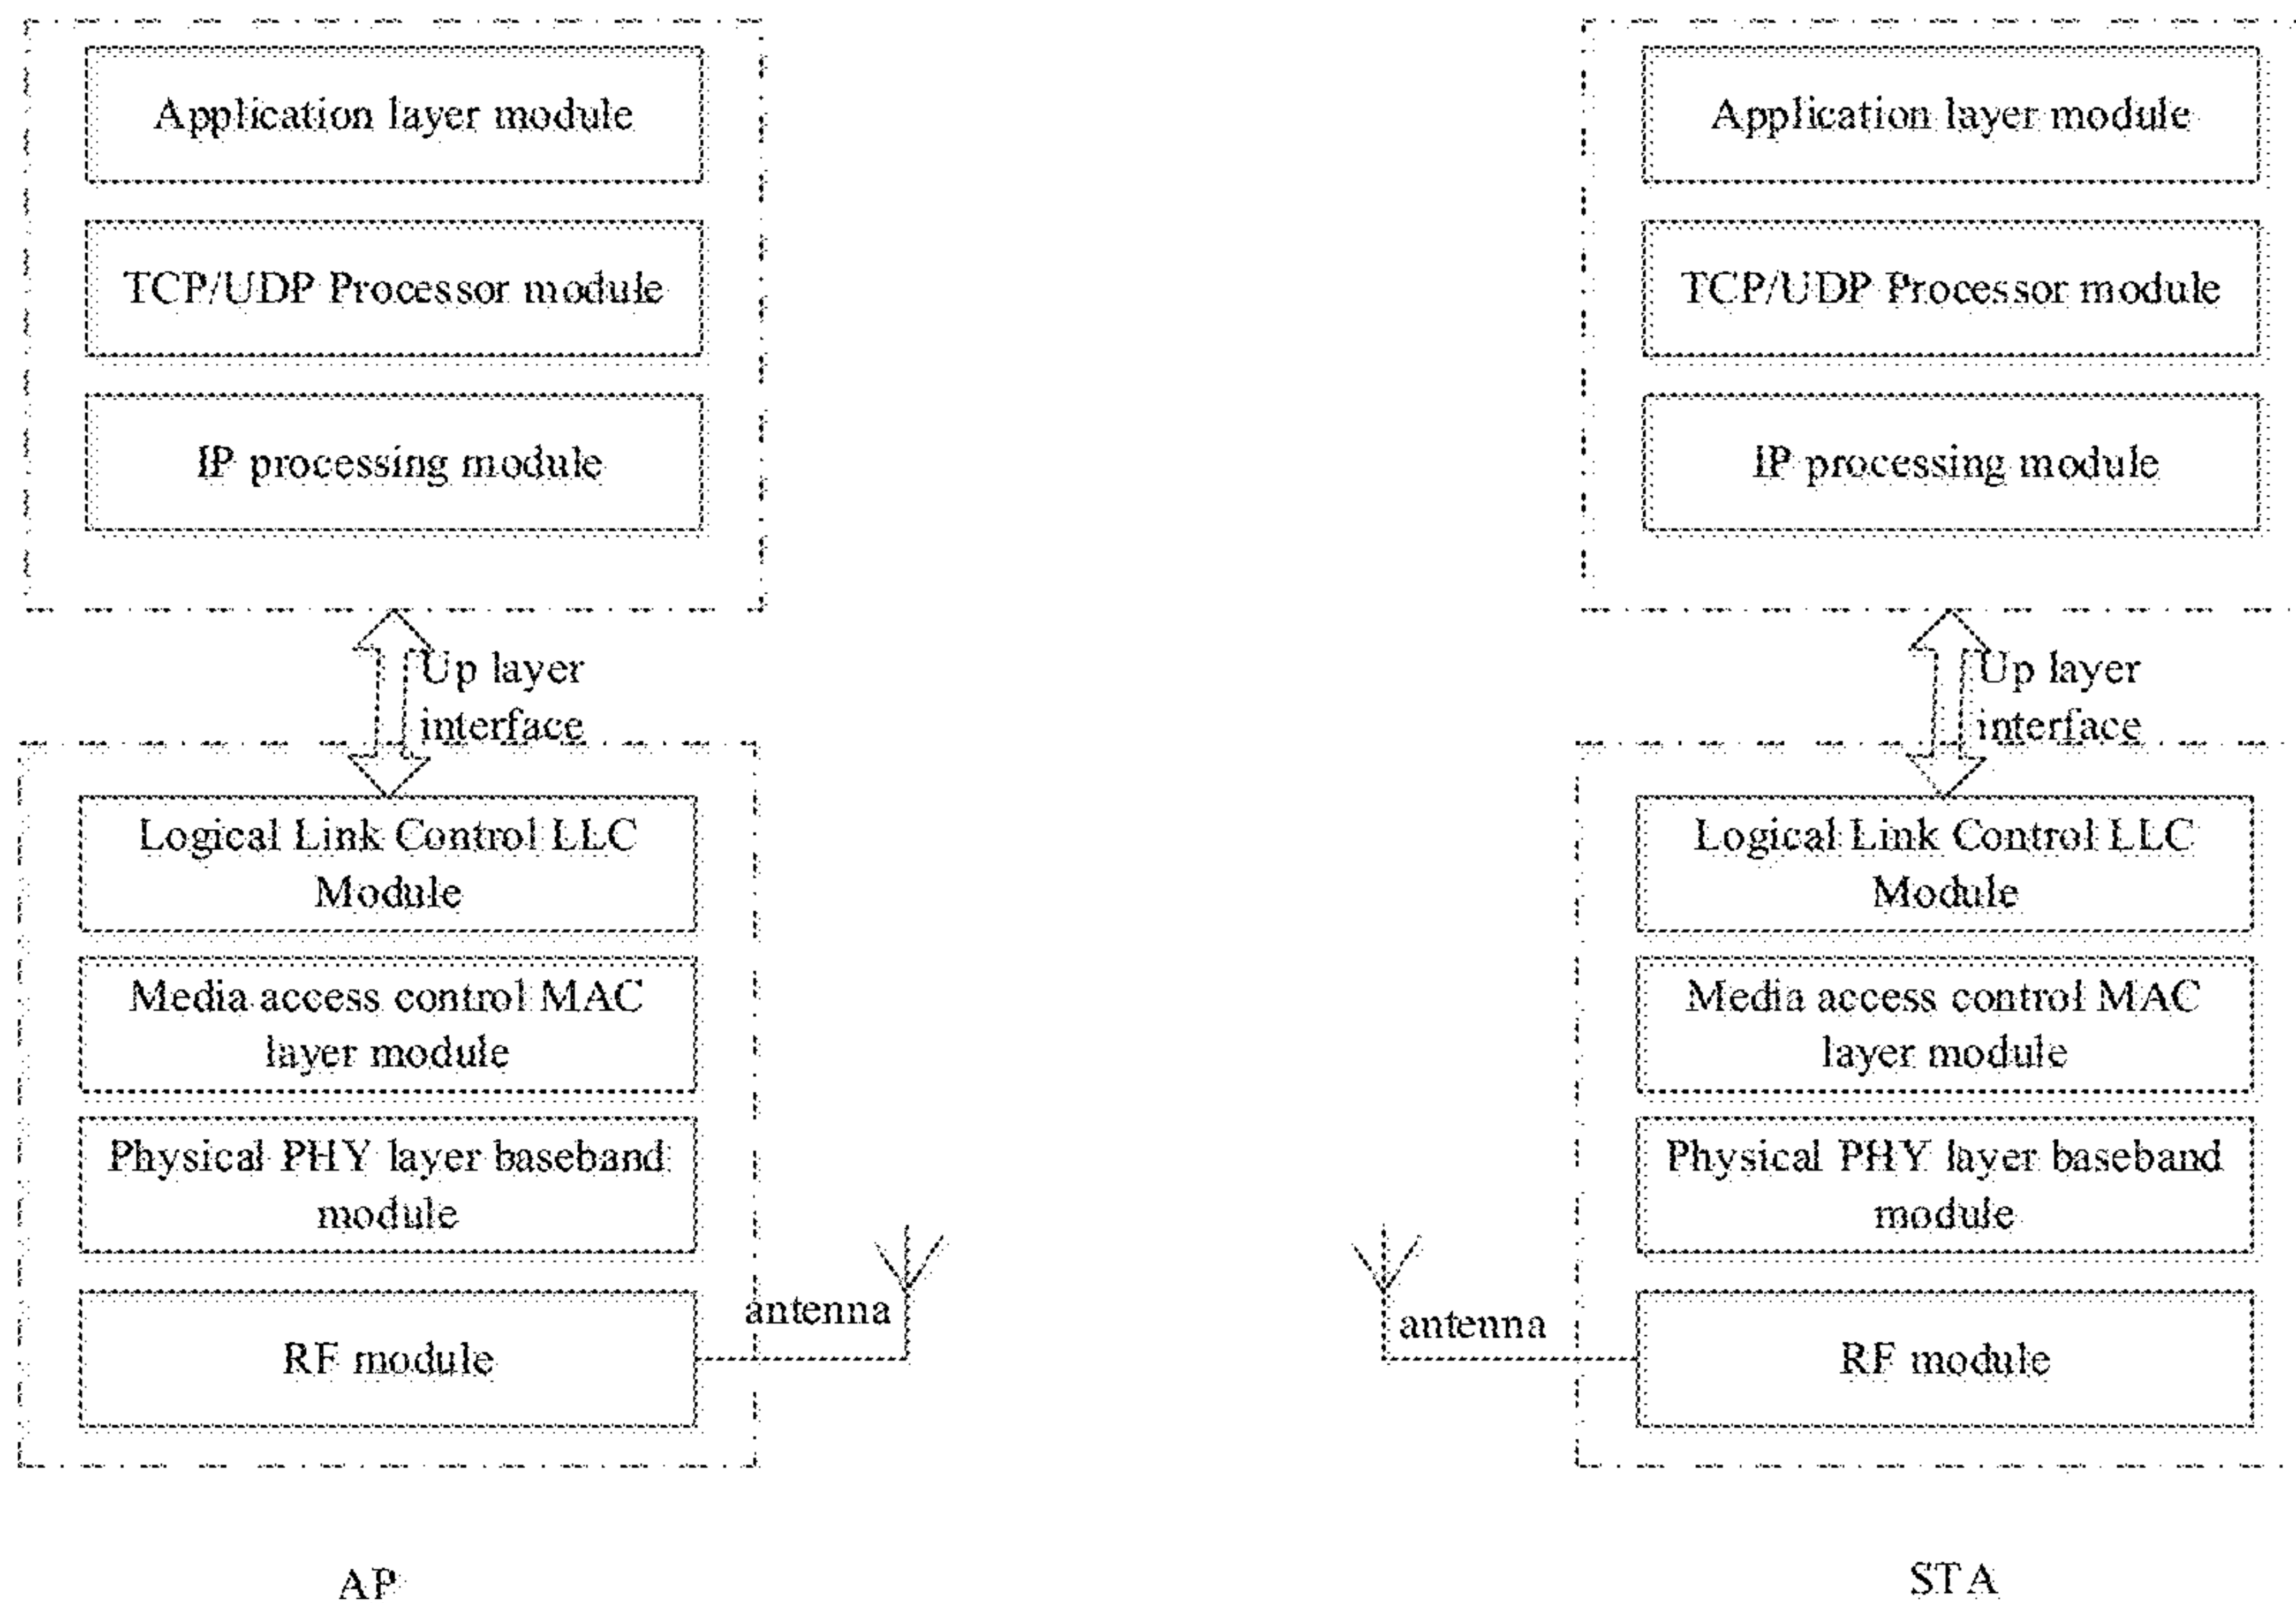 Application layer module
TCP/UDP Processor module
IP processing module
Up layer
interface
Logical Link Control LLC
Module
Media access control MAC
layer module
Physical PHY layer baseband
module
RF module
antenna
AP
Application layer module
TCP/UDP Processor module
IP processing module
Up layer
interface
Logical Link Control LLC
Module
Media access control MAC
layer module
Physical PHY layer baseband
module
RF module
antenna
STA